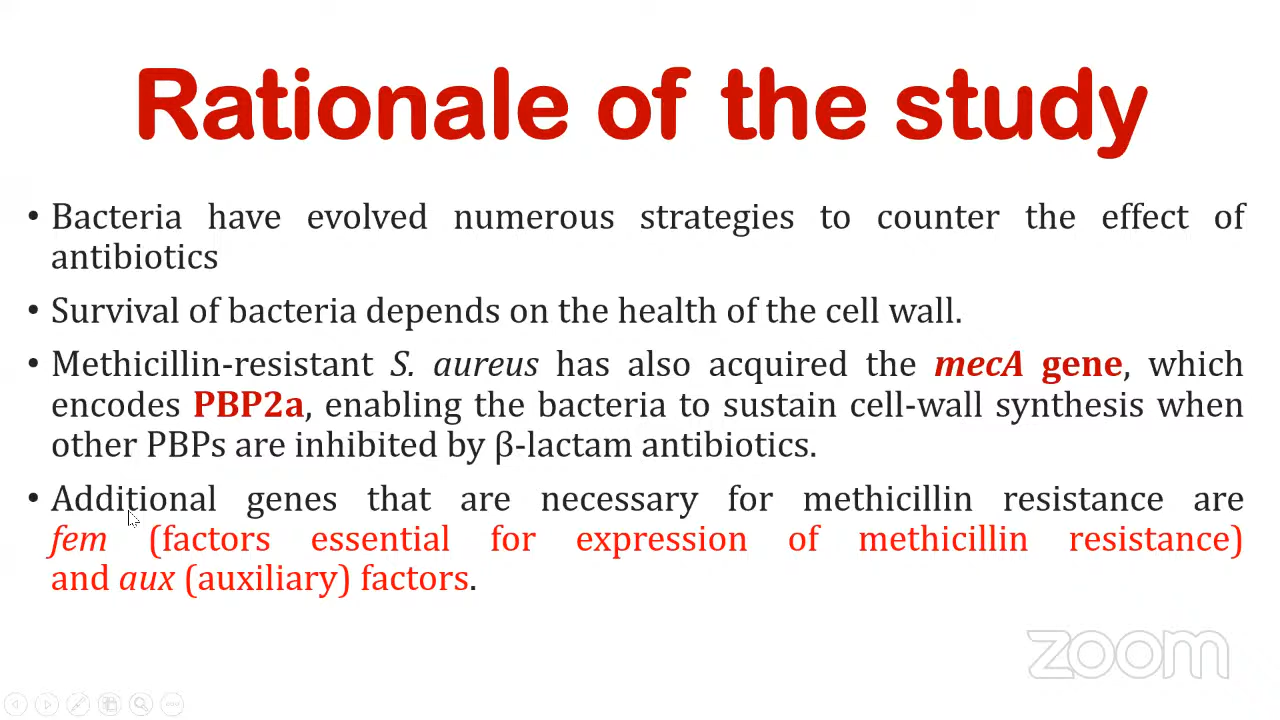 Rationale of the study
• Bacteria have evolved numerous strategies to counter the effect of
antibiotics
• Survival of bacteria depends on the health of the cell wall.
• Methicillin-resistant S. aureus has also acquired the mecA gene, which
encodes PBP2a, enabling the bacteria to sustain cell-wall synthesis when
other PBPs are inhibited by β-lactam antibiotics.
• Additional genes that are necessary for methicillin resistance are
fem (factors essential for expression of methicillin resistance)
and aux (auxiliary) factors.
zoom